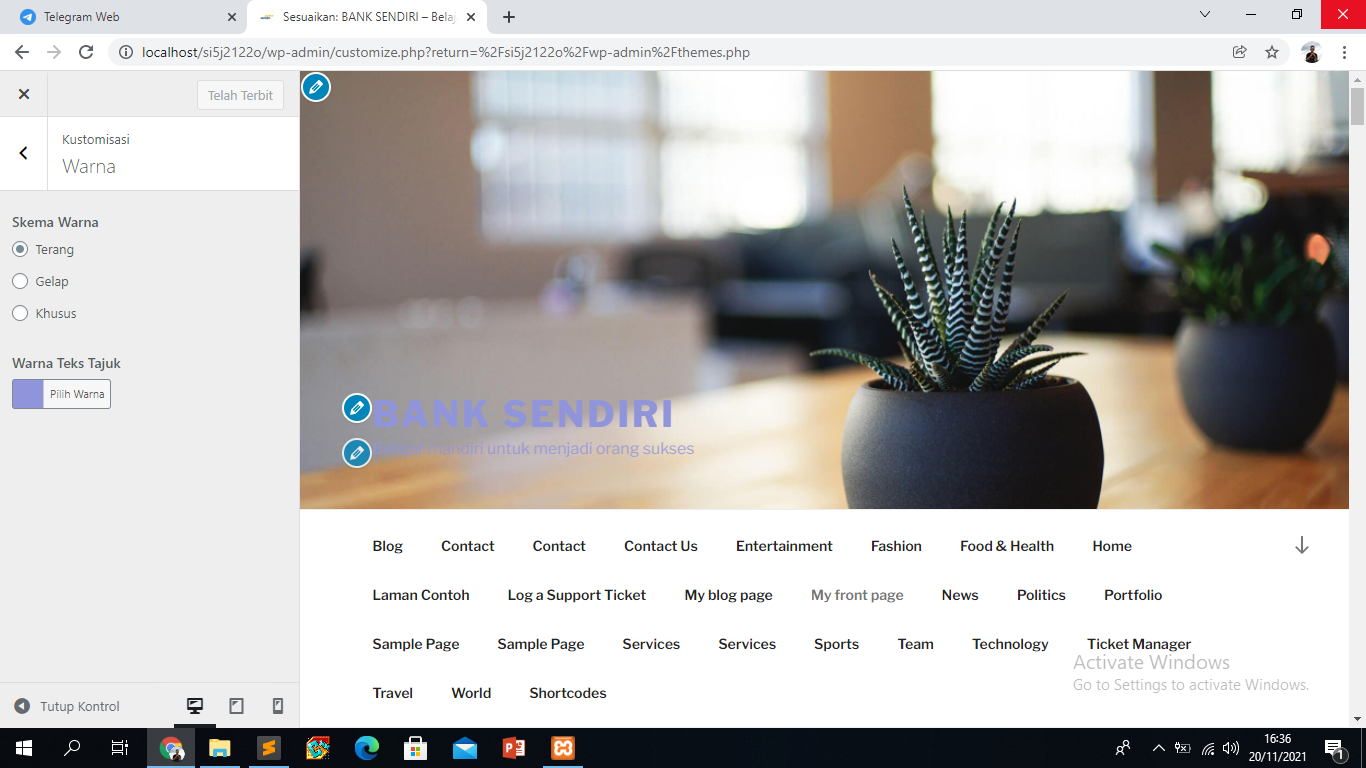 Telegram Web
Sesuaikan: BANK SENDIRI – Belaj
localhost/si5j2122o/wp-admin/customize.php?return=%2Fsi5j2122o%2Fwp-admin%2Fthemes.php
Telah Terbit
Kustomisasi
Warna
Skema Warna
Terang
Gelap
Khusus
Warna Teks Tajuk
Pilih Warna
BANK SENDIRI
mandiri untuk menjadi orang sukses
Blog Contact Contact Contact Us Entertainment Fashion Food & Health Home
Laman Contoh Log a Support Ticket My blog page My front page News Politics Portfolio
Sample Page Sample Page Services Services Sports Team Technology Ticket Manager
Travel World Shortcodes
Activate Windows
Go to Settings to activate Windows.
Tutup Kontrol
16:36
20/11/2021
1